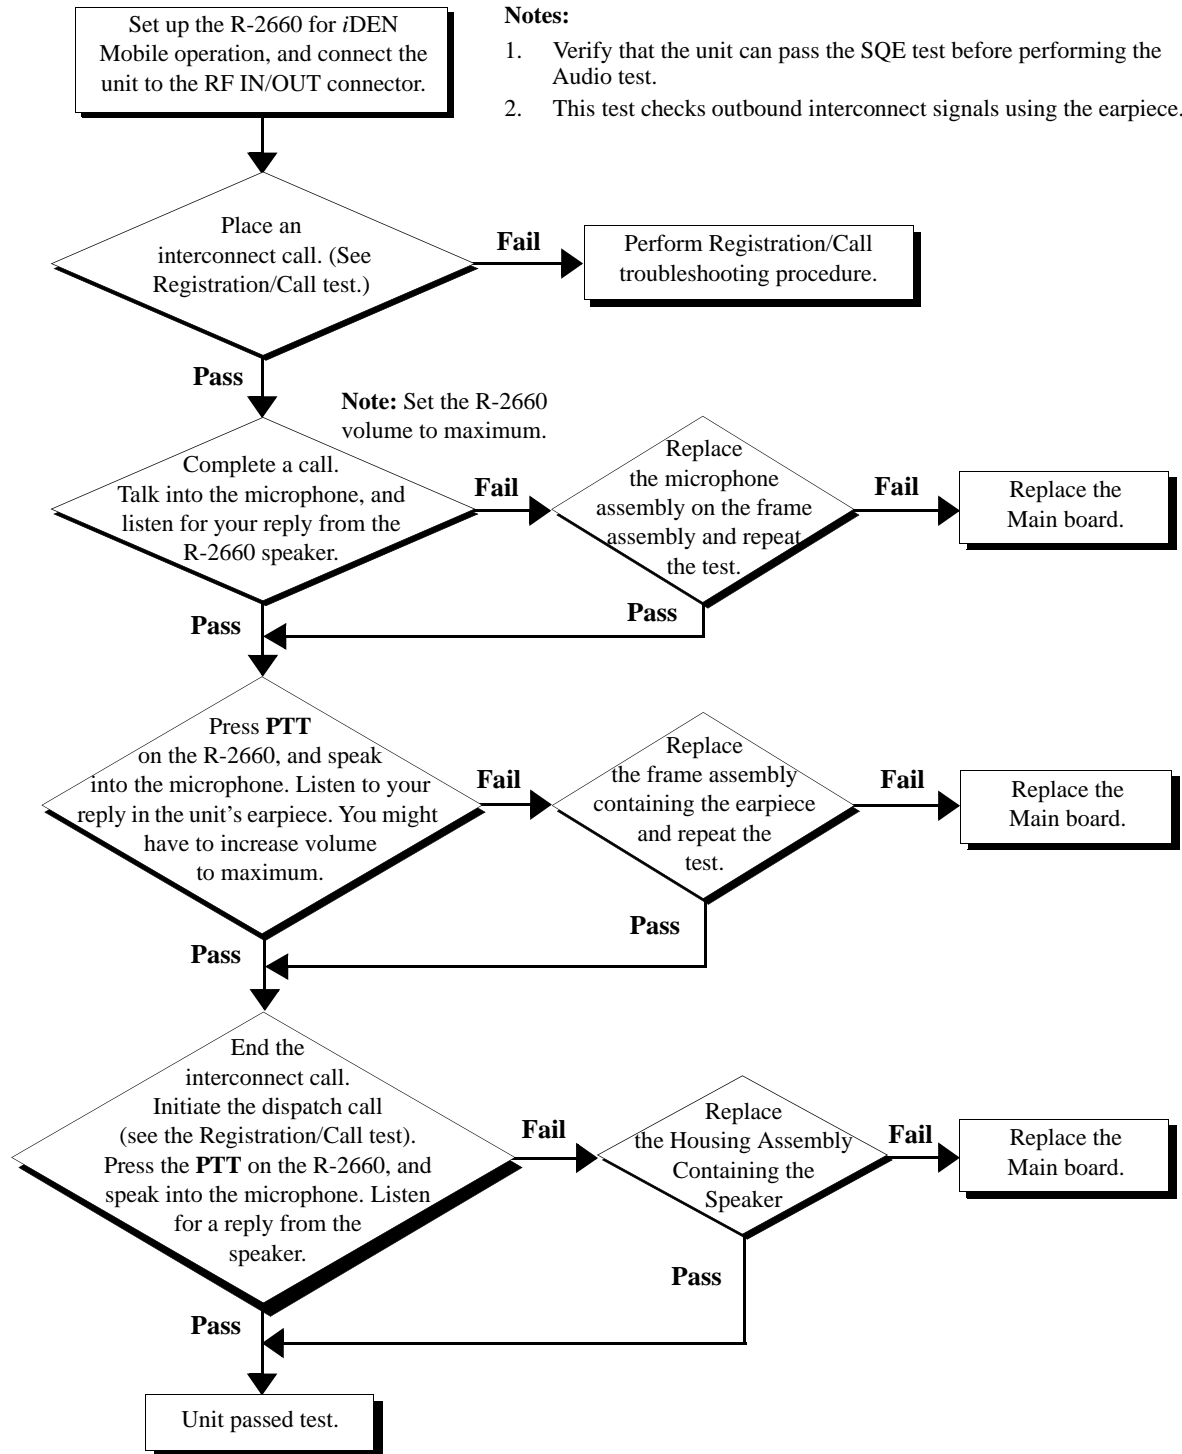 Set up the R-2660 for iDEN
Mobile operation, and connect the
unit to the RF IN/OUT connector.
Notes:
1. Verify that the unit can pass the SQE test before performing the
Audio test.
2. This test checks outbound interconnect signals using the earpiece.
Place an
interconnect call. (See
Registration/Call test.)
Fail
Perform Registration/Call
troubleshooting procedure.
Pass
Note: Set the R-2660
volume to maximum.
Complete a call.
Talk into the microphone, and
listen for your reply from the
R-2660 speaker.
Fail
Replace
the microphone
assembly on the frame
assembly and repeat
the test.
Fail
Replace the
Main board.
Pass
Pass
Press PTT
on the R-2660, and speak
into the microphone. Listen to your
reply in the unit’s earpiece. You might
have to increase volume
to maximum.
Fail
Replace
the frame assembly
containing the earpiece
and repeat the
test.
Fail
Replace the
Main board.
Pass
Pass
End the
interconnect call.
Initiate the dispatch call
(see the Registration/Call test).
Press the PTT on the R-2660, and
speak into the microphone. Listen
for a reply from the
speaker.
Fail
Replace
the Housing Assembly
Containing the
Speaker
Fail
Replace the
Main board.
Pass
Pass
Unit passed test.